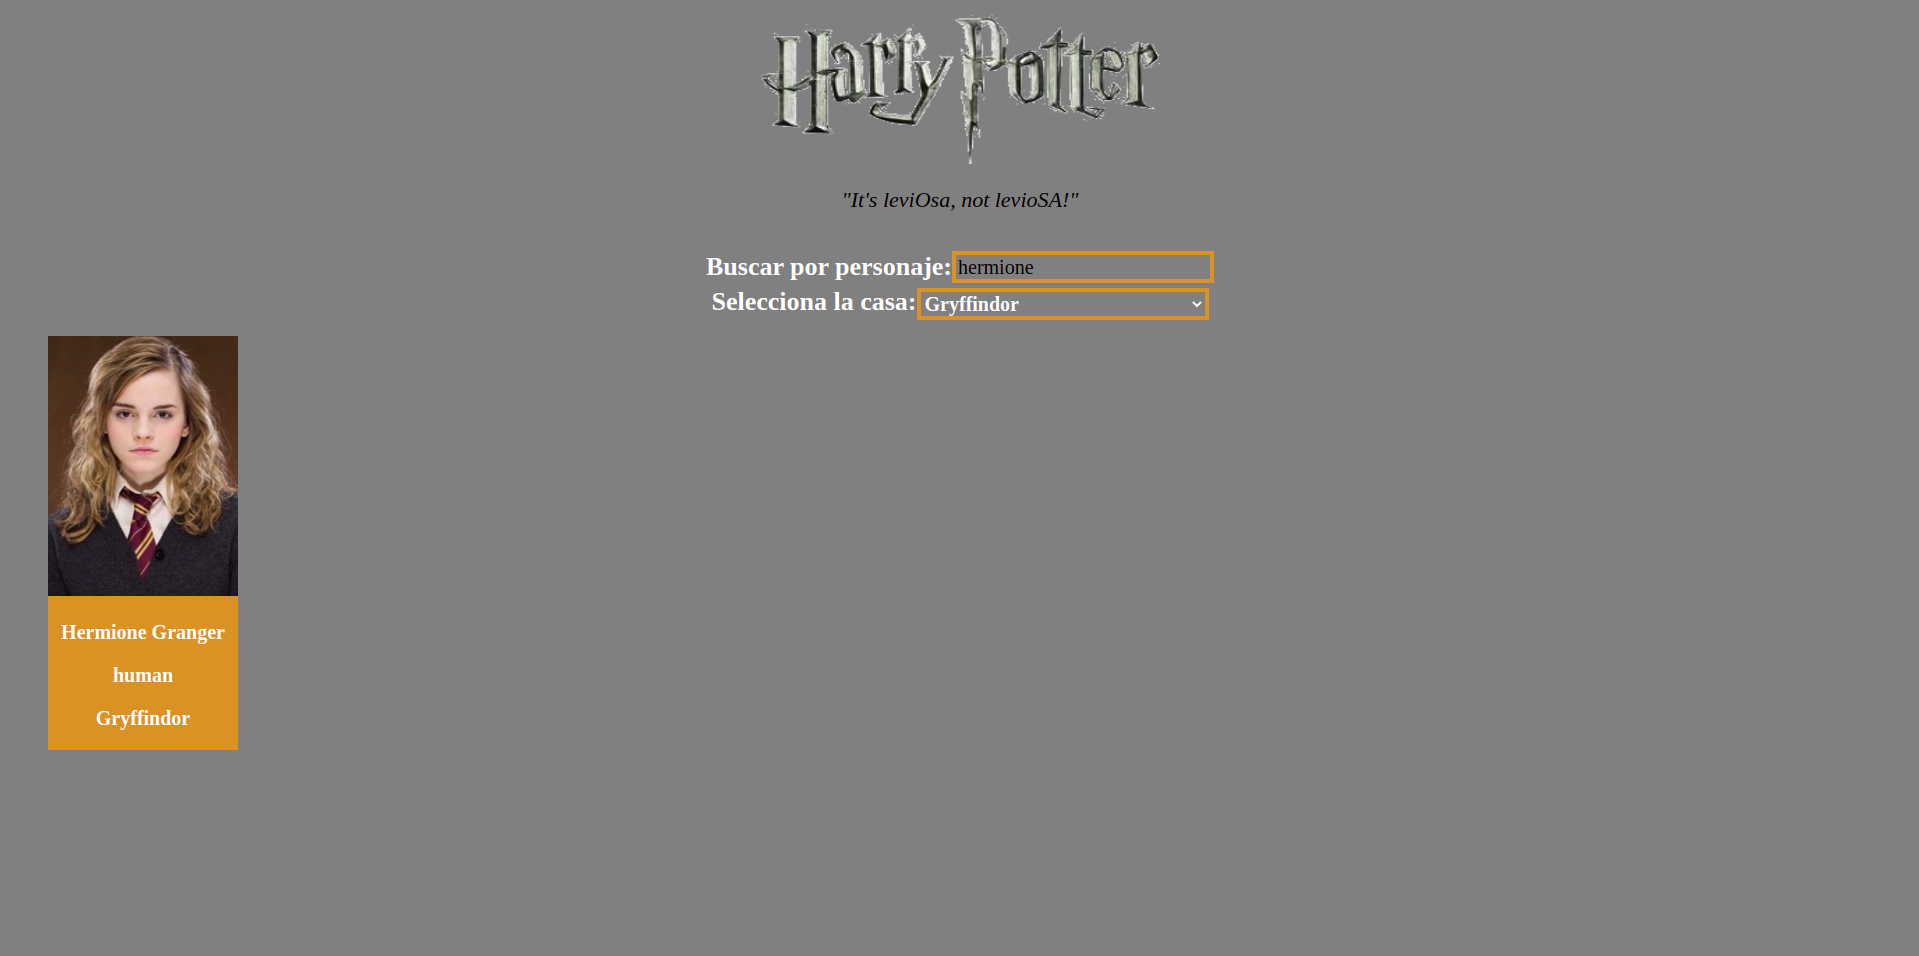 Harry Potter
"It's leviOsa, not levioSA!"
Buscar por personaje: hermione
Selecciona la casa: Gryffindor
Hermione Granger
human
Gryffindor